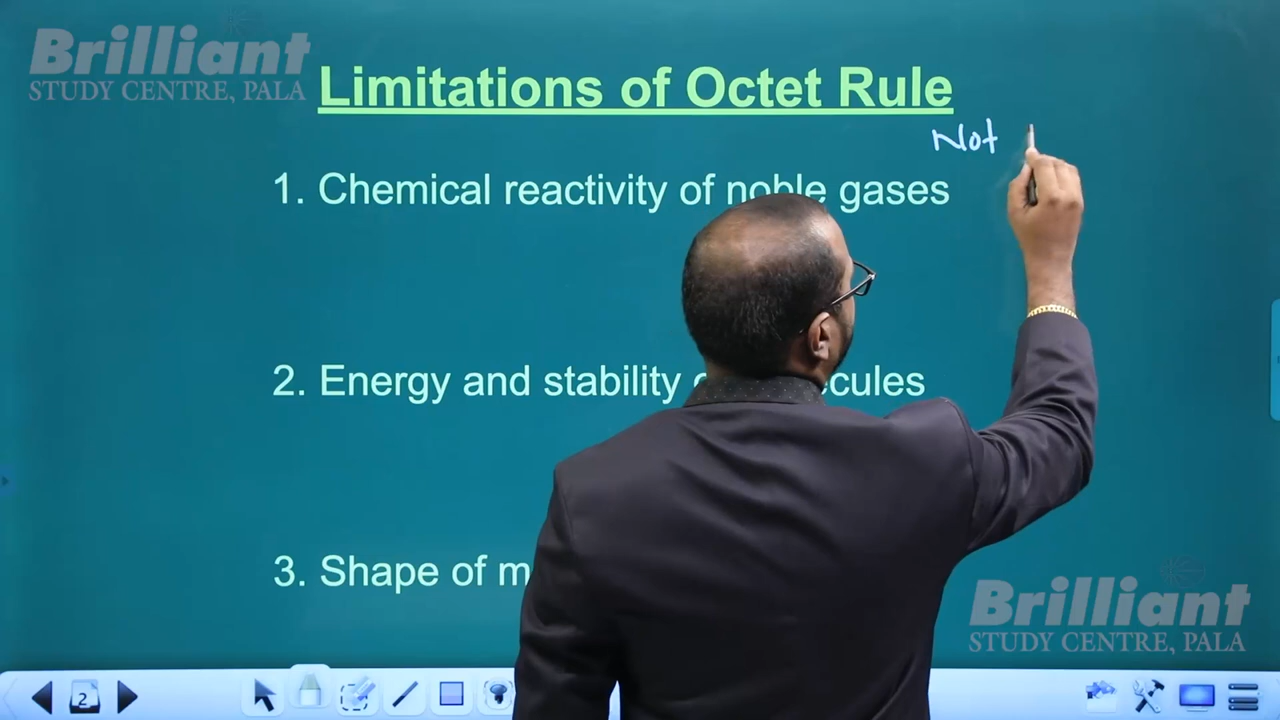 Brilliant
STUDY CENTRE, PALA
Limitations of Octet Rule
Not
1. Chemical reactivity of noble gases
2. Energy and stability
3. Shape of
Brilliant
STUDY CENTRE, PALA
2